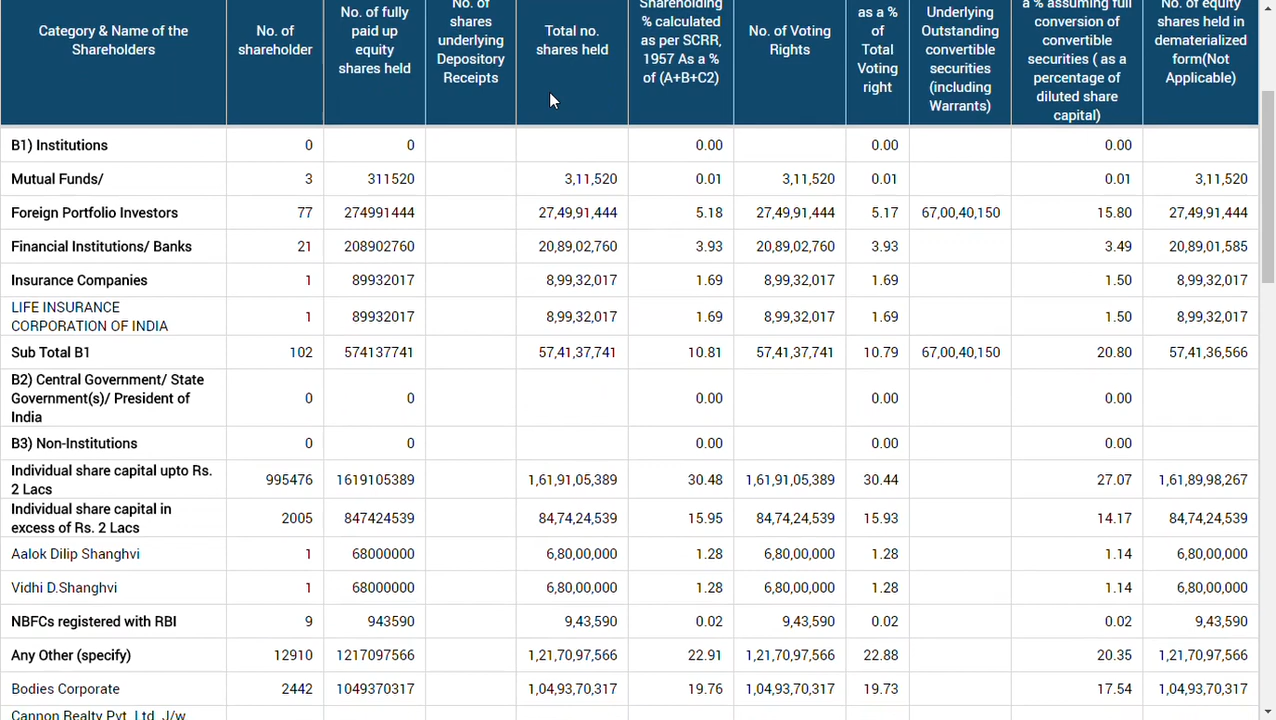 Category & Name of the
Shareholders
No. of
shareholder
No. of fully
paid up
equity
shares held
No. of
shares
underlying
Depository
Receipts
Total no.
shares held
Shareholding
% calculated
as per SCRR,
1957 As a %
of (A+B+C2)
No. of Voting
Rights
as a %
of
Total
Voting
right
Underlying
Outstanding
convertible
securities
(including
Warrants)
a % assuming full
conversion of
convertible
securities ( as a
percentage of
diluted share
capital)
No. of equity
shares held in
dematerialized
form(Not
Applicable)
B1) Institutions 0 0 0.00 0.00 0.00
Mutual Funds/ 3 311520 3,11,520 0.01 3,11,520 0.01 0.01 3,11,520
Foreign Portfolio Investors 77 274991444 27,49,91,444 5.18 27,49,91,444 5.17 67,00,40,150 15.80 27,49,91,444
Financial Institutions/ Banks 21 208902760 20,89,02,760 3.93 20,89,02,760 3.93 3.49 20,89,01,585
Insurance Companies 1 89932017 8,99,32,017 1.69 8,99,32,017 1.69 1.50 8,99,32,017
LIFE INSURANCE
CORPORATION OF INDIA 1 89932017 8,99,32,017 1.69 8,99,32,017 1.69 1.50 8,99,32,017
Sub Total B1 102 574137741 57,41,37,741 10.81 57,41,37,741 10.79 67,00,40,150 20.80 57,41,36,566
B2) Central Government/ State
Government(s)/ President of
India 0 0 0.00 0.00 0.00
B3) Non-Institutions 0 0 0.00 0.00 0.00
Individual share capital upto Rs.
2 Lacs 995476 1619105389 1,61,91,05,389 30.48 1,61,91,05,389 30.44 27.07 1,61,89,98,267
Individual share capital in
excess of Rs. 2 Lacs 2005 847424539 84,74,24,539 15.95 84,74,24,539 15.93 14.17 84,74,24,539
Aalok Dilip Shanghvi 1 68000000 6,80,00,000 1.28 6,80,00,000 1.28 1.14 6,80,00,000
Vidhi D.Shanghvi 1 68000000 6,80,00,000 1.28 6,80,00,000 1.28 1.14 6,80,00,000
NBFCs registered with RBI 9 943590 9,43,590 0.02 9,43,590 0.02 0.02 9,43,590
Any Other (specify) 12910 1217097566 1,21,70,97,566 22.91 1,21,70,97,566 22.88 20.35 1,21,70,97,566
Bodies Corporate 2442 1049370317 1,04,93,70,317 19.76 1,04,93,70,317 19.73 17.54 1,04,93,70,317
Cannon Realty Pvt. Ltd. J/w